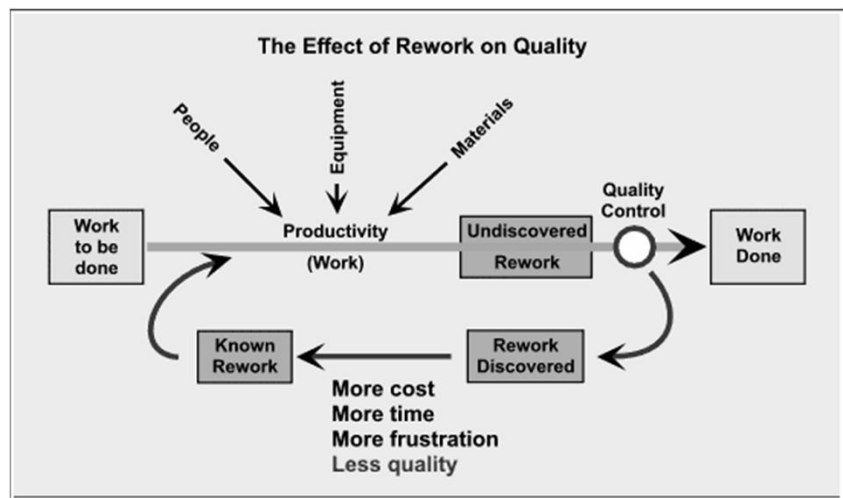 The Effect of Rework on Quality
People
Equipment
Materials
Quality
Control
Work
to be
done
Productivity
(Work)
Undiscovered
Rework
Work
Done
Known
Rework
Rework
Discovered
More cost
More time
More frustration
Less quality